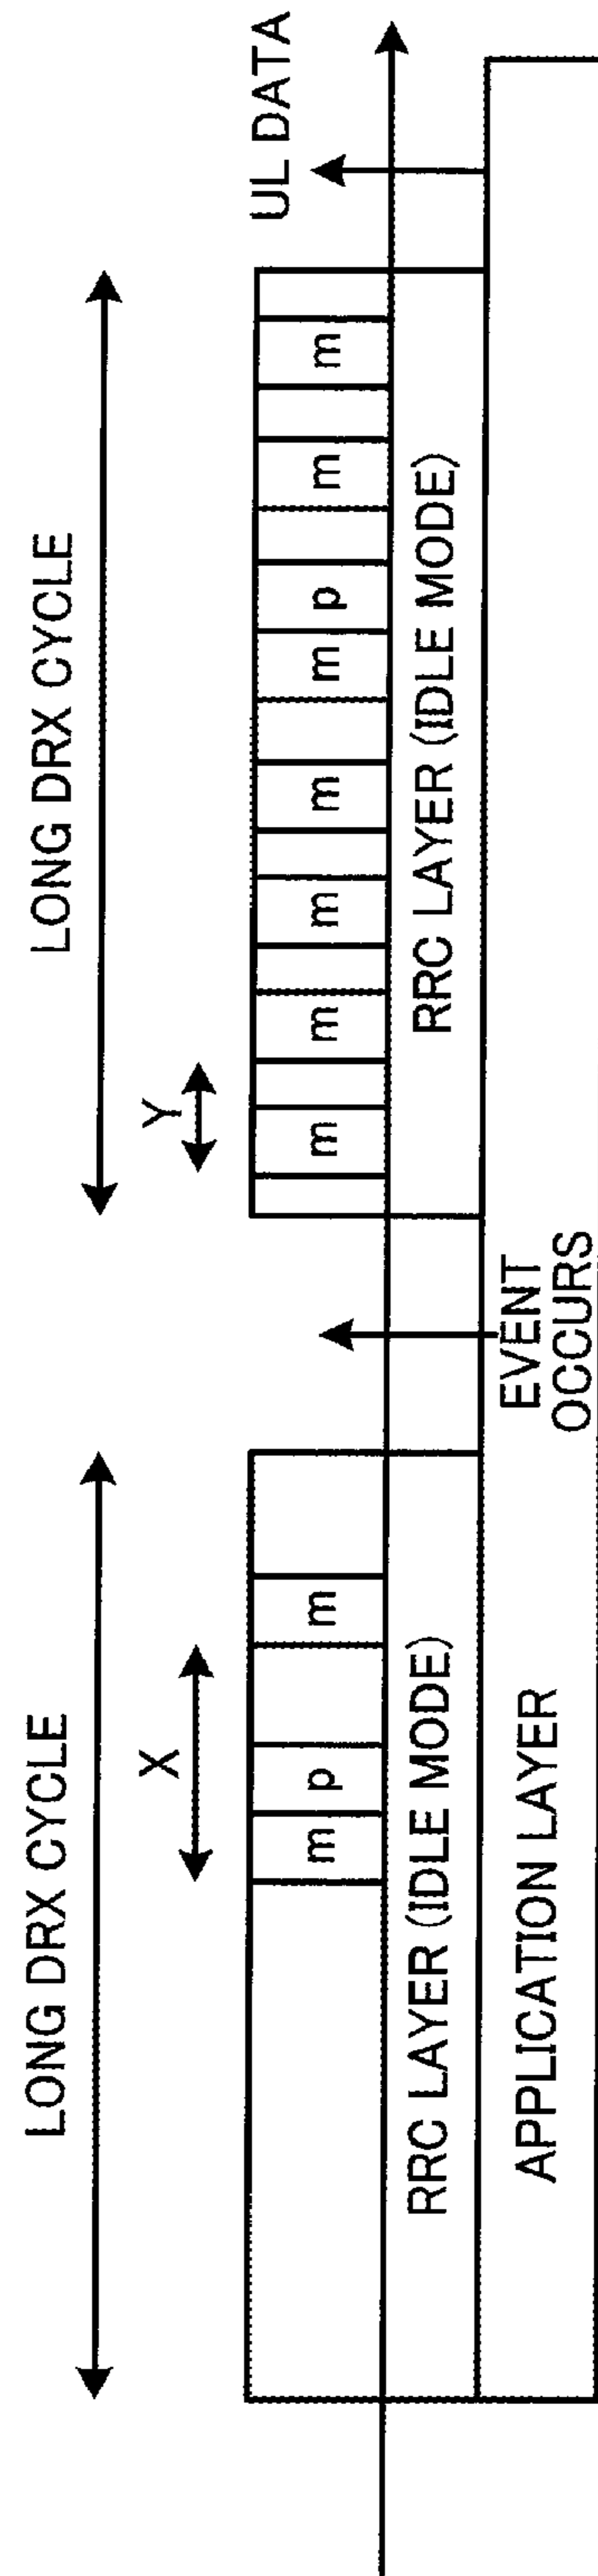 LONG DRX CYCLE
LONG DRX CYCLE
X
Y
UL DATA
m
p
m
m
m
m
m
m
p
m
m
RRC LAYER (IDLE MODE)
RRC LAYER (IDLE MODE)
EVENT
OCCURS
APPLICATION LAYER